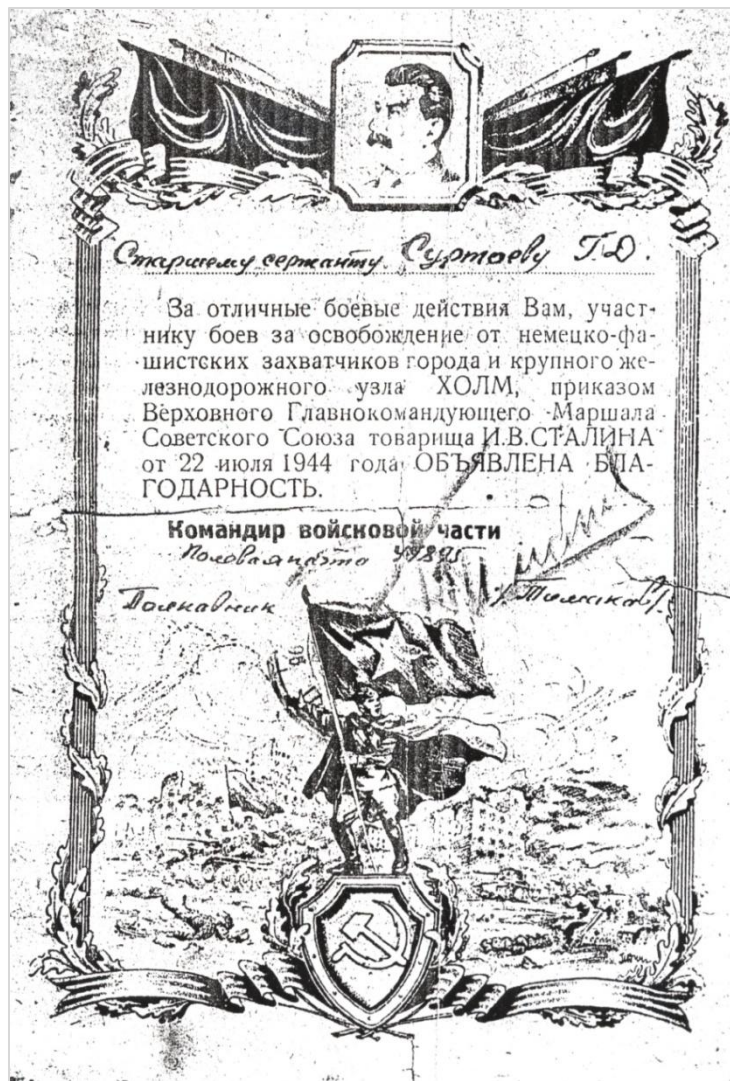 Старшему сержанту Суртаеву Г.Д.
За отличные боевые действия Вам, участ-
нику боев за освобождение от немецко-фа-
шистских захватчиков города и крупного же-
лезнодорожного узла ХОЛМ, приказом
Верховного Главнокомандующего Маршала
Советского Союза товарища И.В.СТАЛИНА
от 22 июля 1944 года ОБЪЯВЛЕНА БЛА-
ГОДАРНОСТЬ.
Командир войсковой части
Полевая почта
Полковник